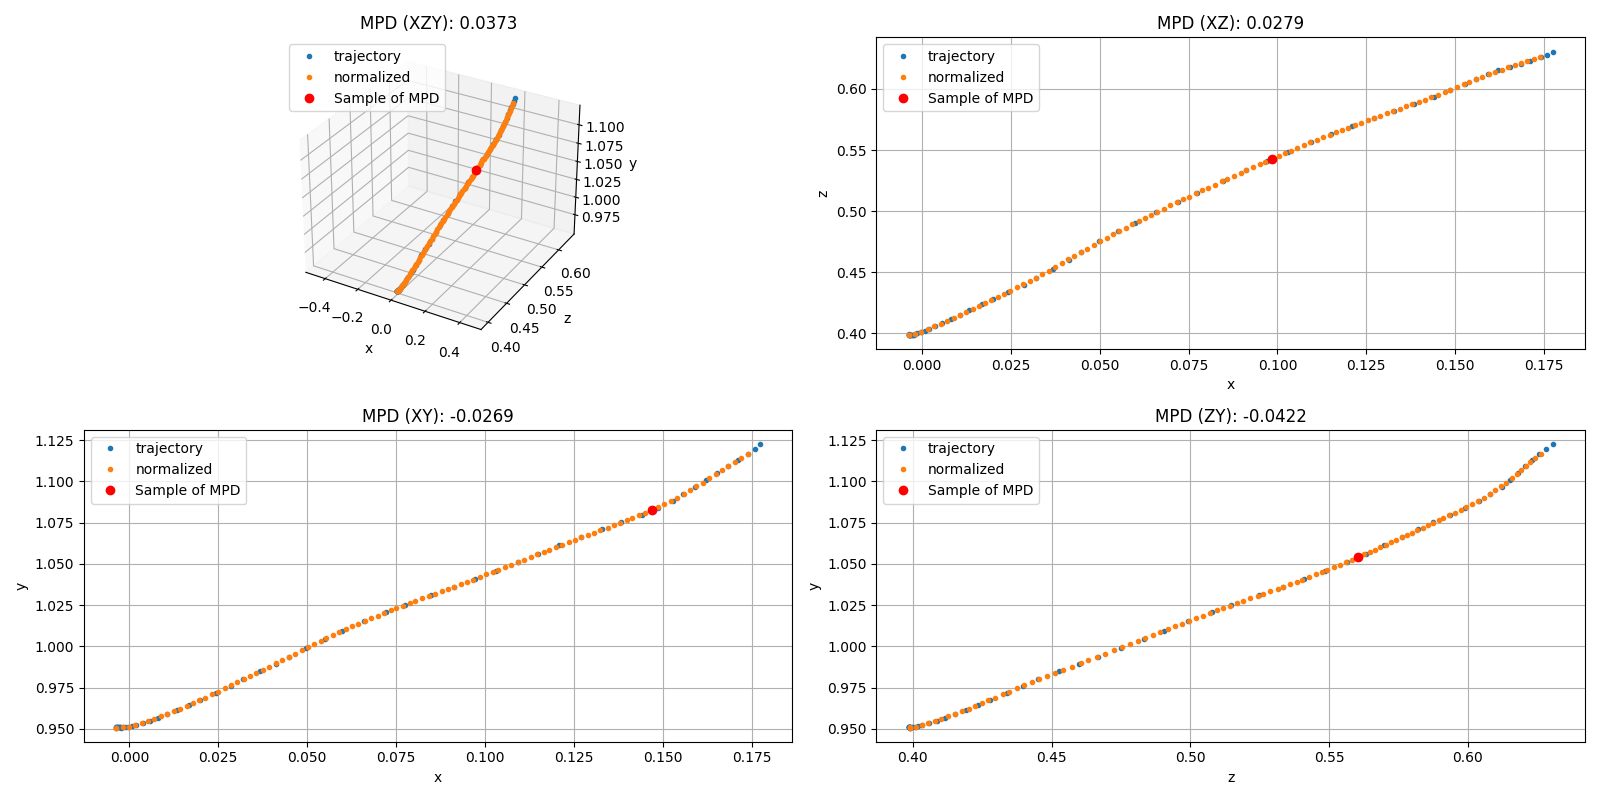 MPD (XZY): 0.0373
trajectory
normalized
Sample of MPD
1.100
1.075
1.050
1.025
1.000
0.975
y
−0.4
−0.2
0.0
0.2
0.4
x
0.40
0.45
0.50
0.55
0.60
z
MPD (XZ): 0.0279
trajectory
normalized
Sample of MPD
0.60
0.55
0.50
0.45
0.40
z
0.000 0.025 0.050 0.075 0.100 0.125 0.150 0.175
x
MPD (XY): -0.0269
trajectory
normalized
Sample of MPD
1.125
1.100
1.075
1.050
1.025
1.000
0.975
0.950
y
0.000 0.025 0.050 0.075 0.100 0.125 0.150 0.175
x
MPD (ZY): -0.0422
trajectory
normalized
Sample of MPD
1.125
1.100
1.075
1.050
1.025
1.000
0.975
0.950
y
0.40 0.45 0.50 0.55 0.60
z